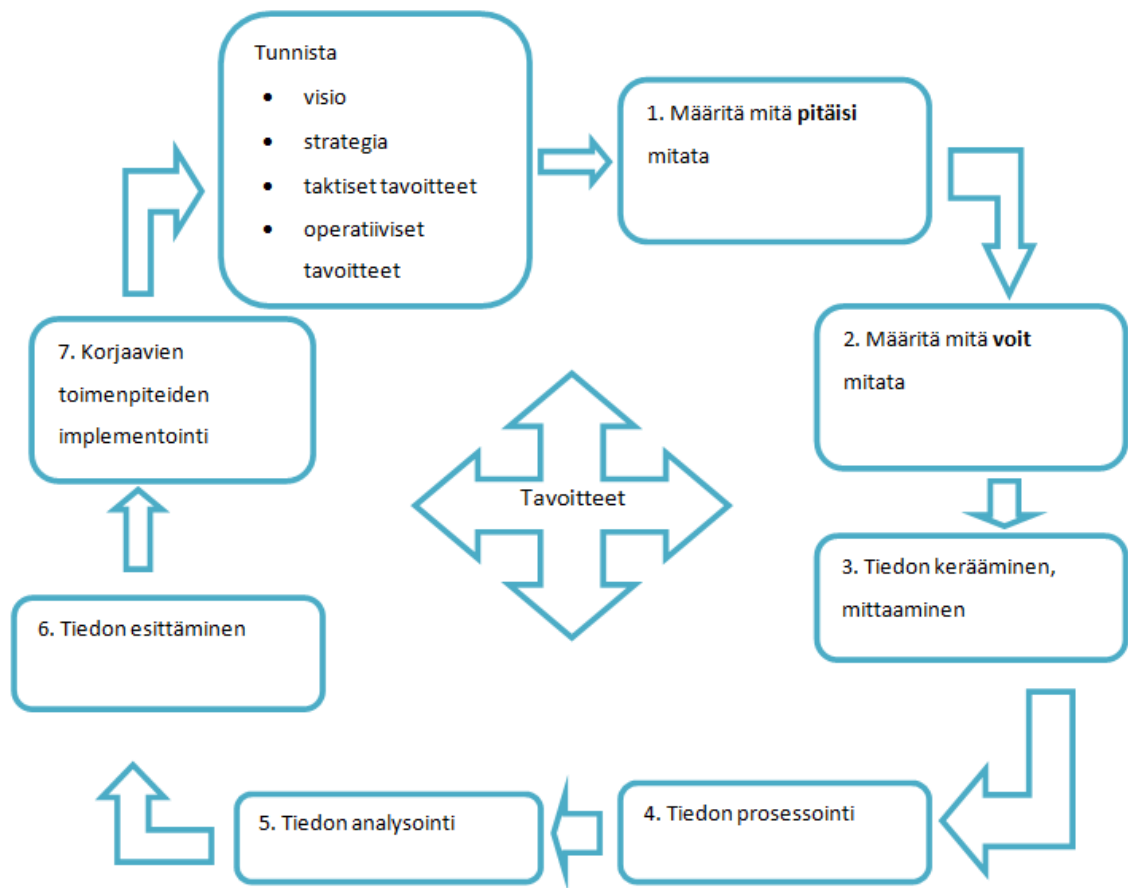 Tunnista
• visio
• strategia
• taktiset tavoitteet
• operatiiviset
tavoitteet
1. Määritä mitä pitäisi
mitata
2. Määritä mitä voit
mitata
3. Tiedon kerääminen,
mittaaminen
4. Tiedon prosessointi
5. Tiedon analysointi
6. Tiedon esittäminen
7. Korjaavien
toimenpiteiden
implementointi
Tavoitteet